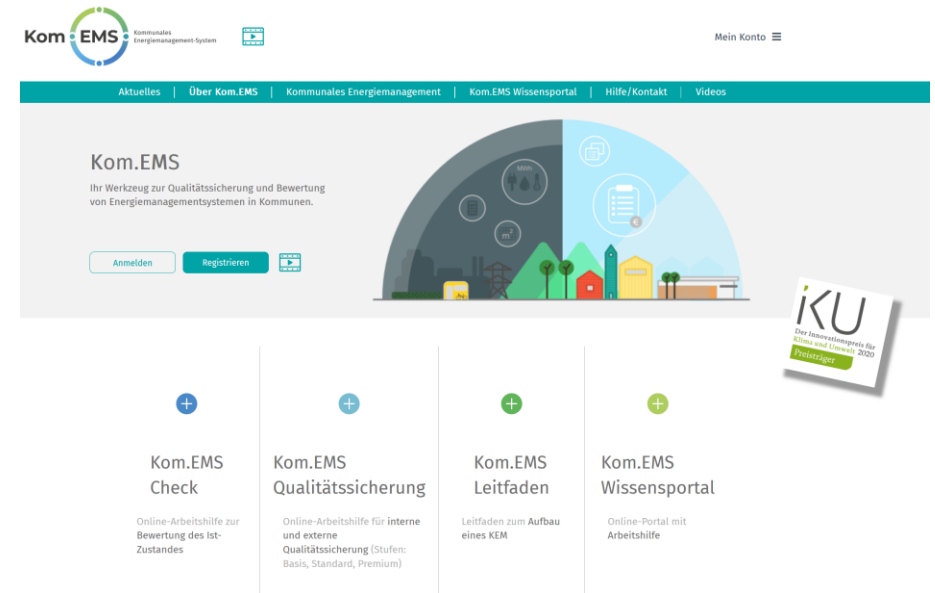 Kom EMS
Kommunales
Energiemanagement-System
Mein Konto
Aktuelles | Über Kom.EMS | Kommunales Energiemanagement | Kom.EMS Wissensportal | Hilfe/Kontakt | Videos
Kom.EMS
Ihr Werkzeug zur Qualitätssicherung und Bewertung
von Energiemanagementsystemen in Kommunen.
Anmelden
Registrieren
MWh
m²
€
iKU
Der Innovationspreis für
Klima und Umwelt 2020
Preisträger
Kom.EMS
Check
Online-Arbeitshilfe zur
Bewertung des Ist-
Zustandes
Kom.EMS
Qualitätssicherung
Online-Arbeitshilfe für interne
und externe
Qualitätssicherung (Stufen:
Basis, Standard, Premium)
Kom.EMS
Leitfaden
Leitfaden zum Aufbau
eines KEM
Kom.EMS
Wissensportal
Online-Portal mit
Arbeitshilfe